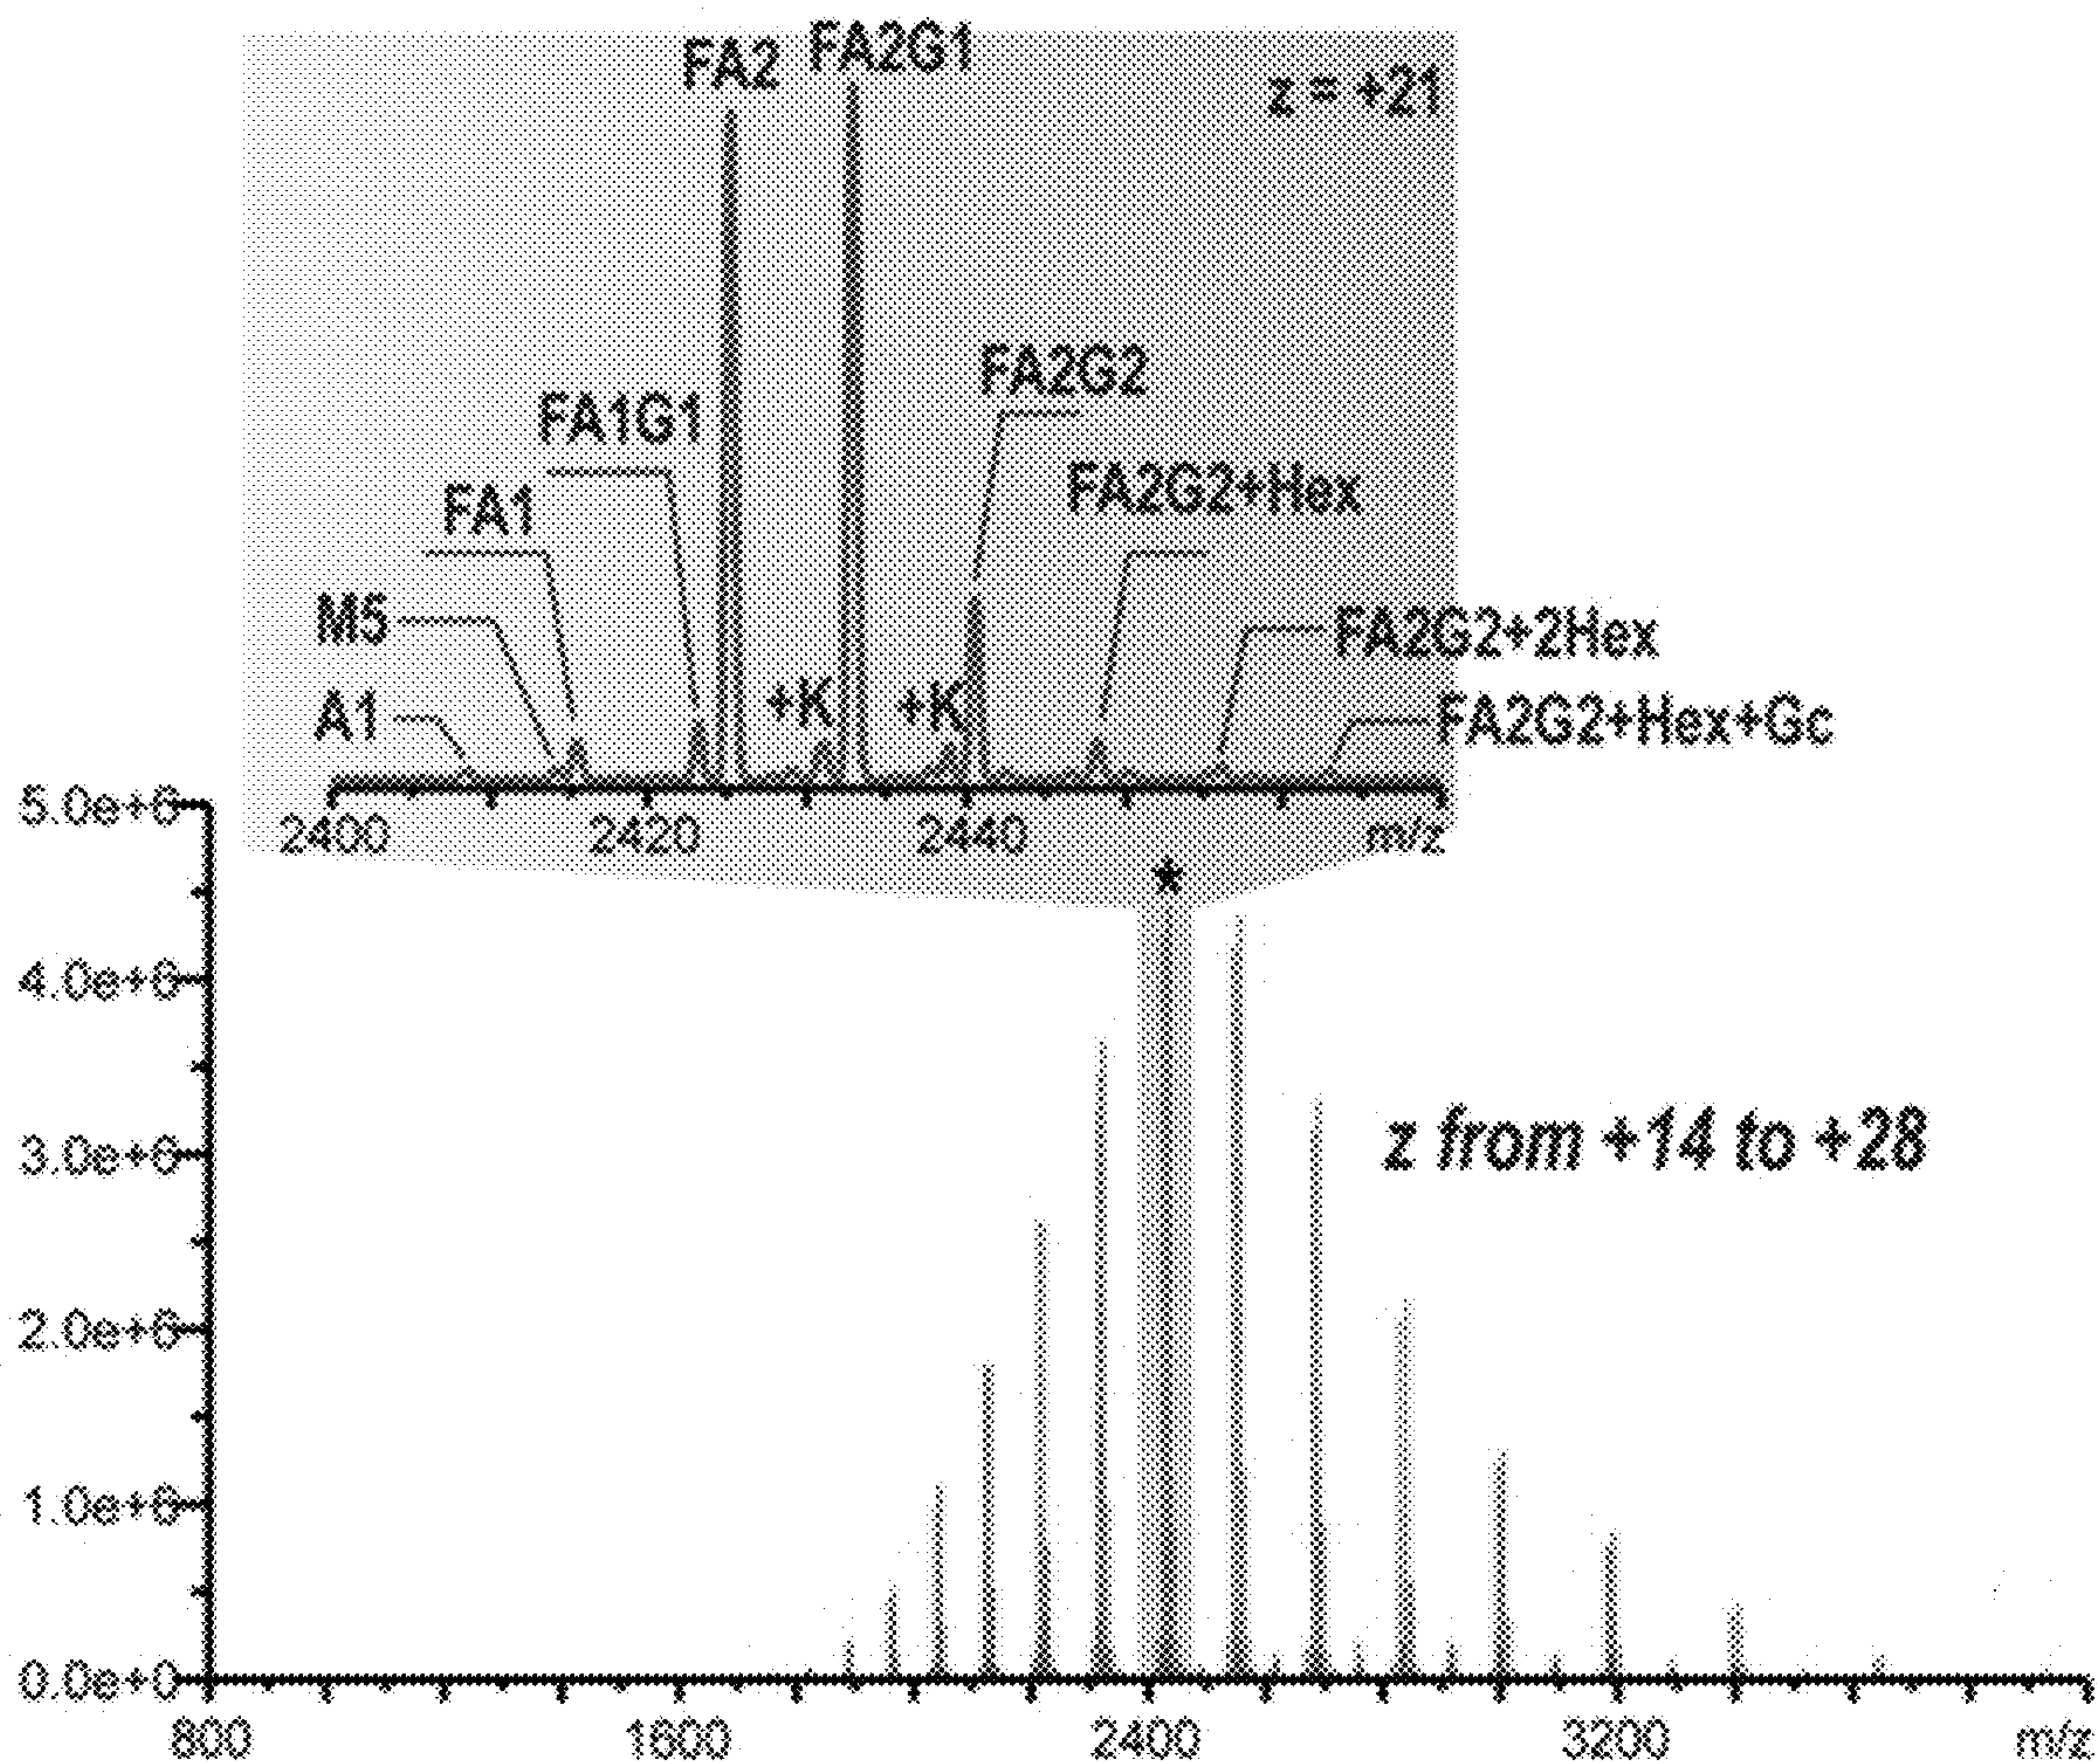 FA2 FA2G1
z = +21
FA2G2
FA1G1
FA2G2+Hex
FA1
M5
FA2G2+2Hex
+K +K
A1
FA2G2+Hex+Gc
2400 2420 2440 m/z
*
5.0e+6
4.0e+6
3.0e+6
2.0e+6
1.0e+6
0.0e+0
z from +14 to +28
800 1600 2400 3200 m/z